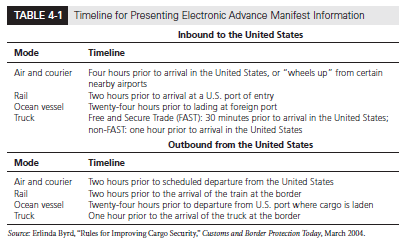 TABLE 4-1 Timeline for Presenting Electronic Advance Manifest Information
Inbound to the United States
Mode Timeline
Air and courier Four hours prior to arrival in the United States, or "wheels up" from certain
nearby airports
Rail Two hours prior to arrival at a U.S. port of entry
Ocean vessel Twenty-four hours prior to lading at foreign port
Truck Free and Secure Trade (FAST): 30 minutes prior to arrival in the United States;
non-FAST: one hour prior to arrival in the United States
Outbound from the United States
Mode Timeline
Air and courier Two hours prior to scheduled departure from the United States
Rail Two hours prior to the arrival of the train at the border
Ocean vessel Twenty-four hours prior to departure from U.S. port where cargo is laden
Truck One hour prior to the arrival of the truck at the border
Source: Erlinda Byrd, "Rules for Improving Cargo Security," Customs and Border Protection Today, March 2004.